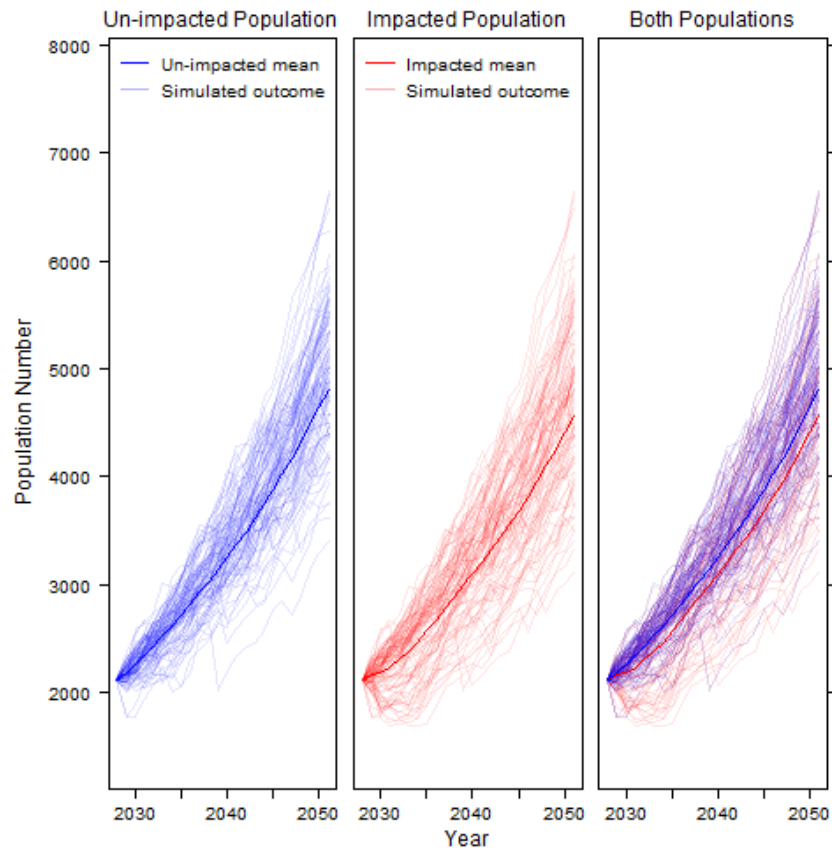 Un-impacted Population
Impacted Population
Both Populations
Un-impacted mean
Simulated outcome
Impacted mean
Simulated outcome
8000
7000
6000
5000
4000
3000
2000
Population Number
2030 2040 2050
2030 2040 2050
2030 2040 2050
Year